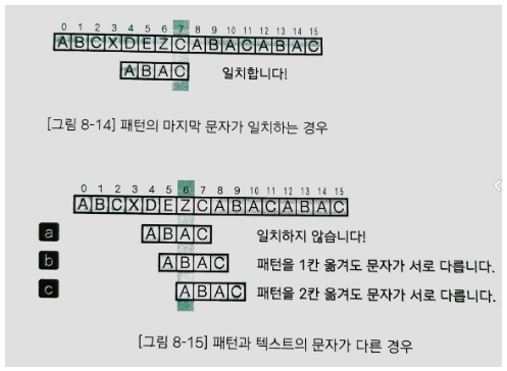 0 1 2 3 4 5 6 7 8 9 10 11 12 13 14 15
A B C X D E Z C A B A C A B A C
A B A C 일치합니다!
[그림 8-14] 패턴의 마지막 문자가 일치하는 경우
0 1 2 3 4 5 6 7 8 9 10 11 12 13 14 15
A B C X D E Z C A B A C A B A C
a A B A C 일치하지 않습니다!
b A B A C 패턴을 1칸 옮겨도 문자가 서로 다릅니다.
c A B A C 패턴을 2칸 옮겨도 문자가 서로 다릅니다.
[그림 8-15] 패턴과 텍스트의 문자가 다른 경우